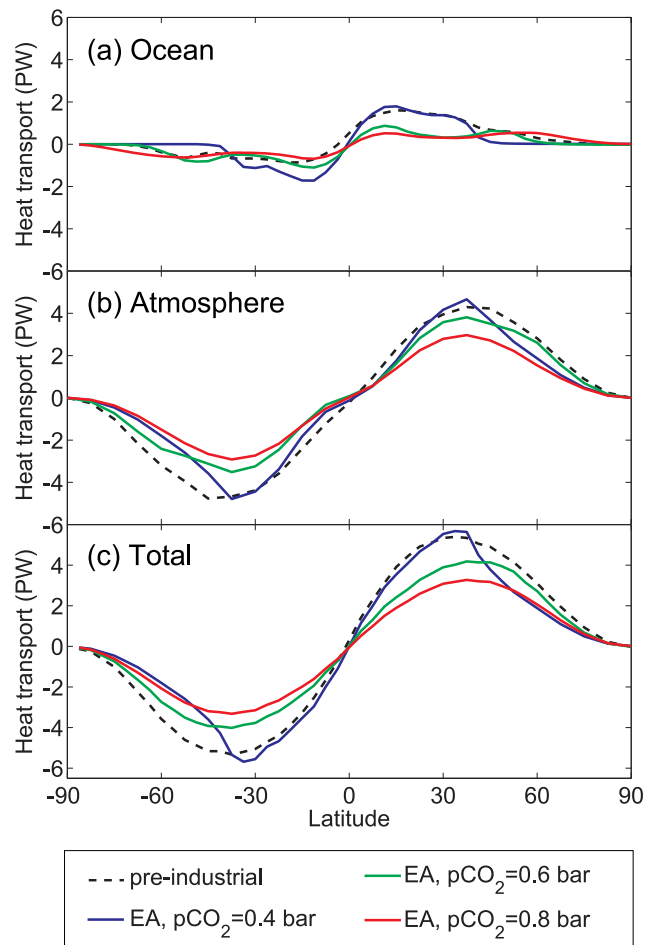 6
(a) Ocean
4
2
0
-2
-4
-6
Heat transport (PW)
(b) Atmosphere
4
2
0
-2
-4
-6
Heat transport (PW)
(c) Total
4
2
0
-2
-4
-6
Heat transport (PW)
-90 -60 -30 0 30 60 90
Latitude
pre-industrial
EA, pCO₂=0.6 bar
EA, pCO₂=0.4 bar
EA, pCO₂=0.8 bar